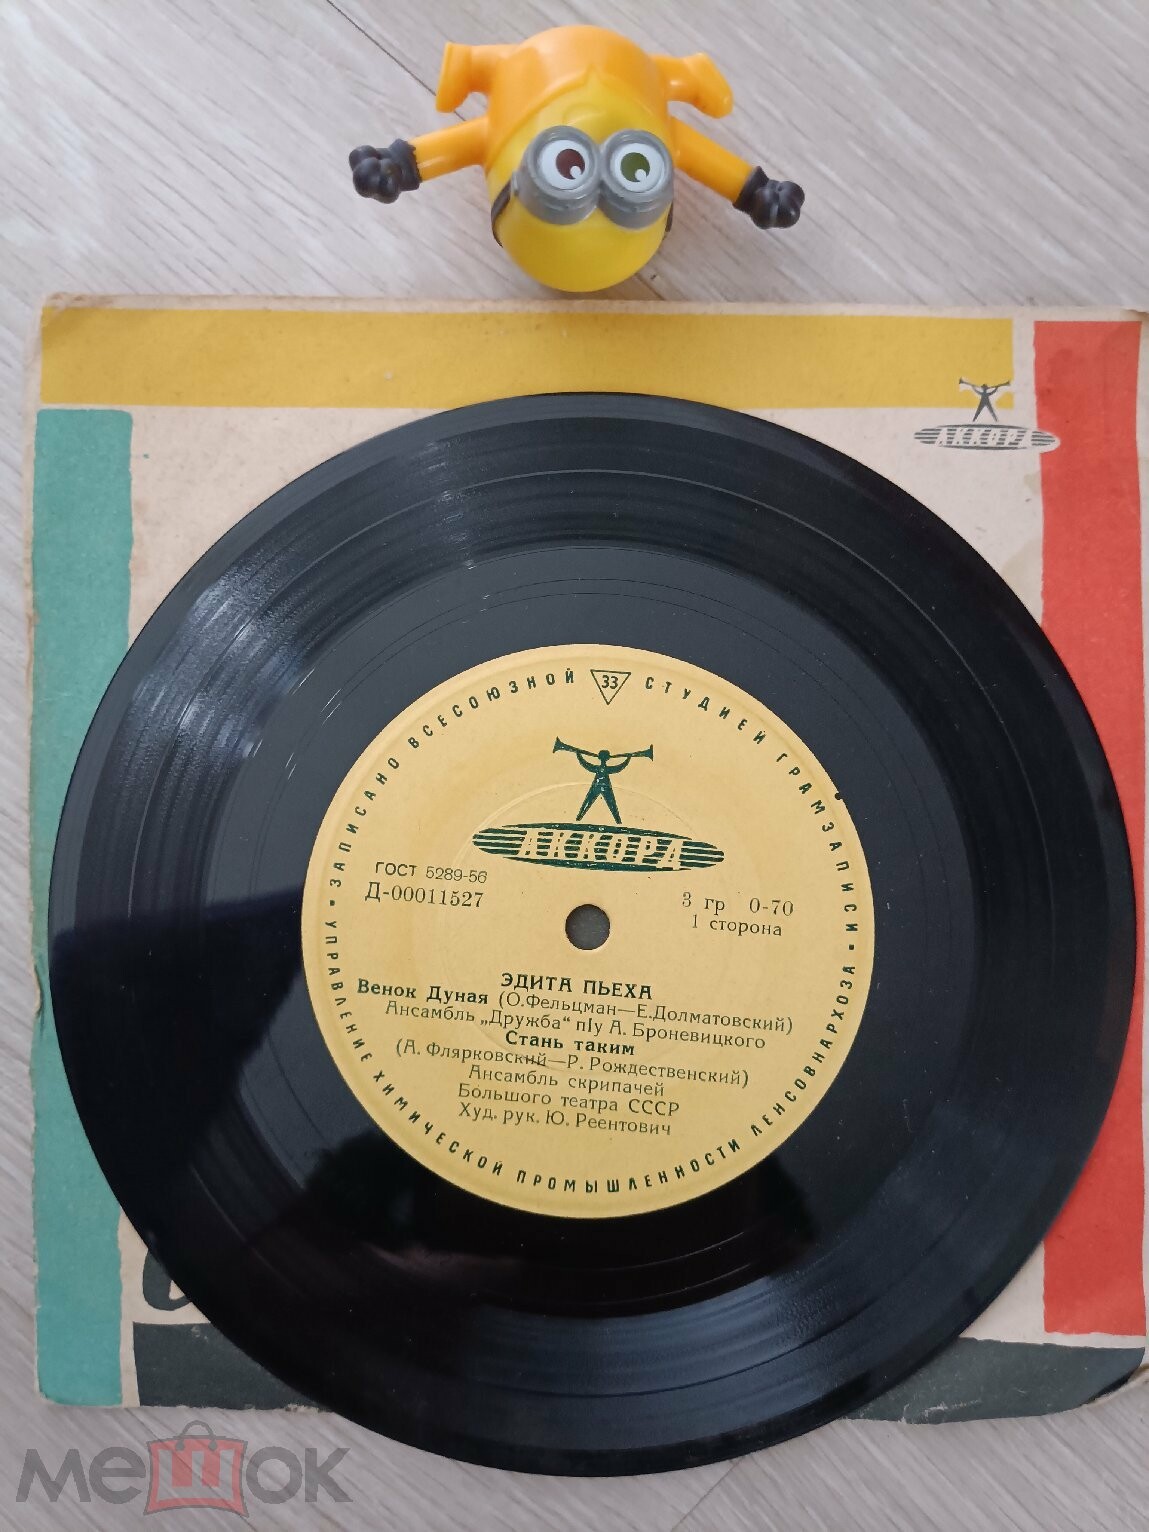 АККОРД
ЗАПИСАНО ВСЕСОЮЗНОЙ 33 СТУДИЕЙ ГРАМЗАПИСИ
АККОРД
ГОСТ 5289-56
Д-00011527
3 гр 0-70
1 сторона
ЭДИТА ПЬЕХА
Венок Дуная (О.Фельцман—Е.Долматовский)
Ансамбль „Дружба“ п/у А. Броневицкого
Стань таким
(А. Флярковский—Р. Рождественский)
Ансамбль скрипачей
Большого театра СССР
Худ. рук. Ю. Реентович
УПРАВЛЕНИЕ ХИМИЧЕСКОЙ ПРОМЫШЛЕННОСТИ ЛЕНСОВНАРХОЗА
мешок